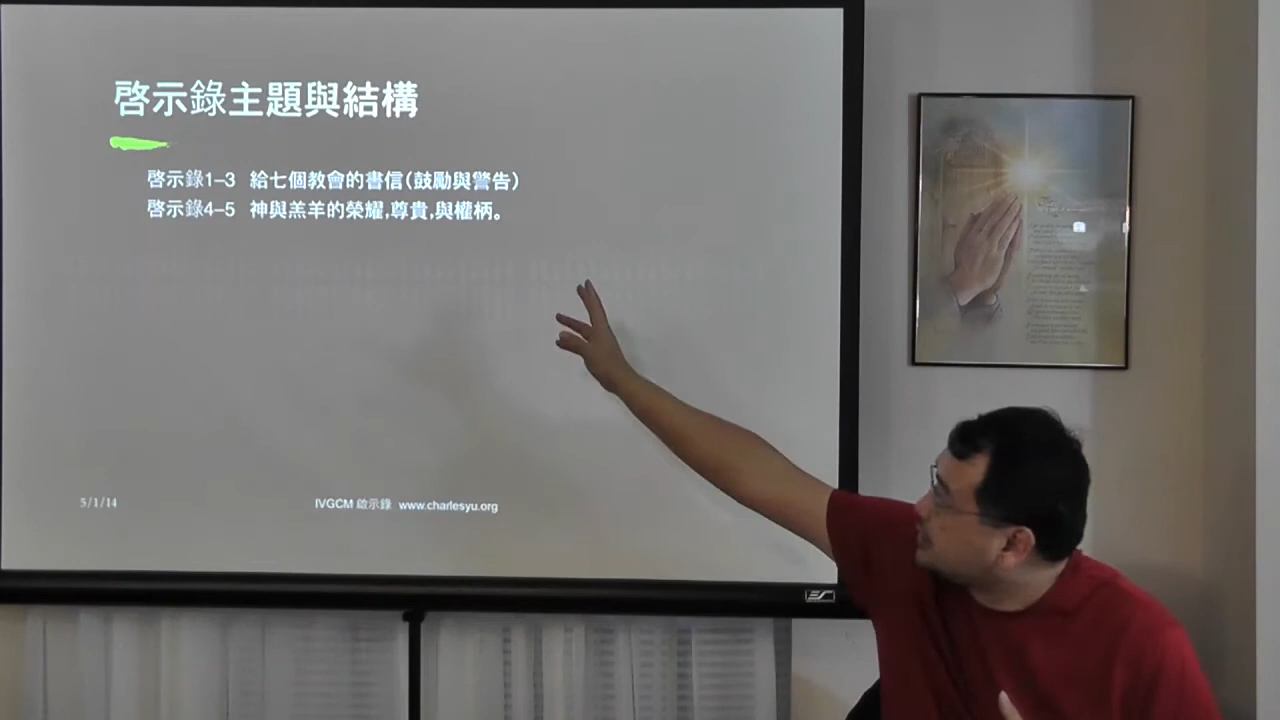 啓示錄主題與結構
啓示錄1–3 給七個教會的書信(鼓勵與警告)
啓示錄4–5 神與羔羊的榮耀,尊貴,與權柄。
5/1/14
IVGCM 啟示錄 www.charlesyu.org
ES